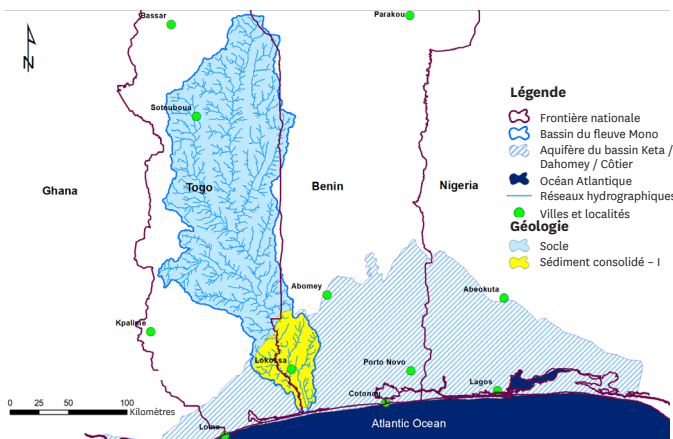 Bassar
Parakou
N
Sotouboua
Ghana
Togo
Benin
Nigeria
Abomey
Abeokuta
Kpalime
Lokossa
Porto Novo
Cotonou
Lagos
Lome
Atlantic Ocean
0 25 50 100
Kilomètres
Légende
Frontière nationale
Bassin du fleuve Mono
Aquifère du bassin Keta /
Dahomey / Côtier
Océan Atlantique
Réseaux hydrographiques
Villes et localités
Géologie
Socle
Sédiment consolidé – I